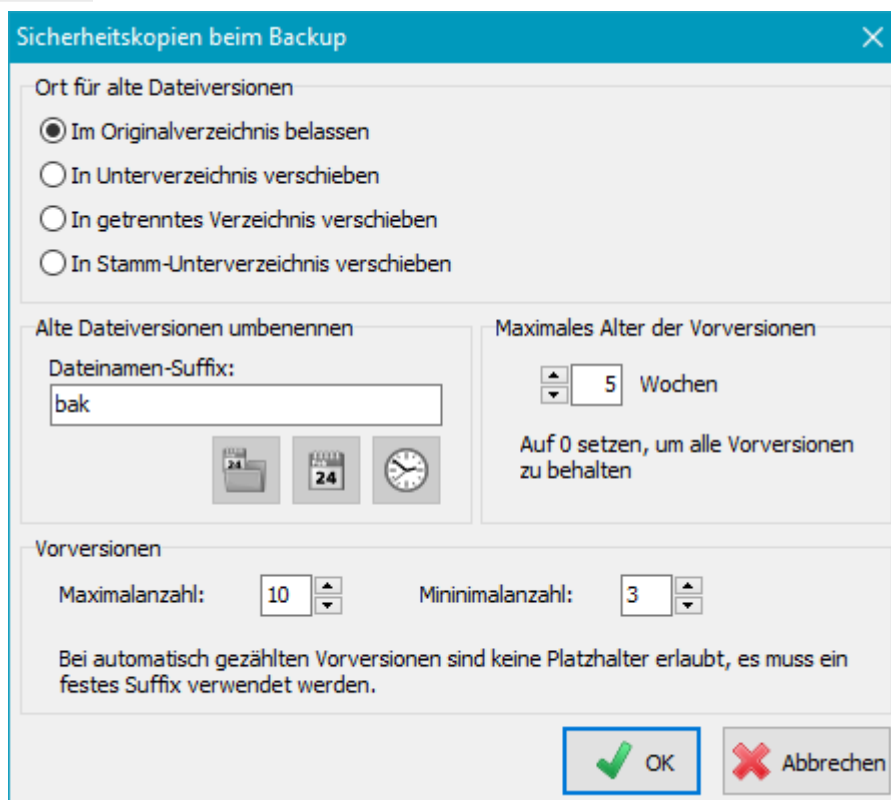 Sicherheitskopien beim Backup
Ort für alte Dateiversionen
Im Originalverzeichnis belassen
In Unterverzeichnis verschieben
In getrenntes Verzeichnis verschieben
In Stamm-Unterverzeichnis verschieben
Alte Dateiversionen umbenennen
Dateinamen-Suffix:
bak
24
24
Maximales Alter der Vorversionen
5 Wochen
Auf 0 setzen, um alle Vorversionen
zu behalten
Vorversionen
Maximalanzahl: 10 Mininimalanzahl: 3
Bei automatisch gezählten Vorversionen sind keine Platzhalter erlaubt, es muss ein
festes Suffix verwendet werden.
OK
Abbrechen